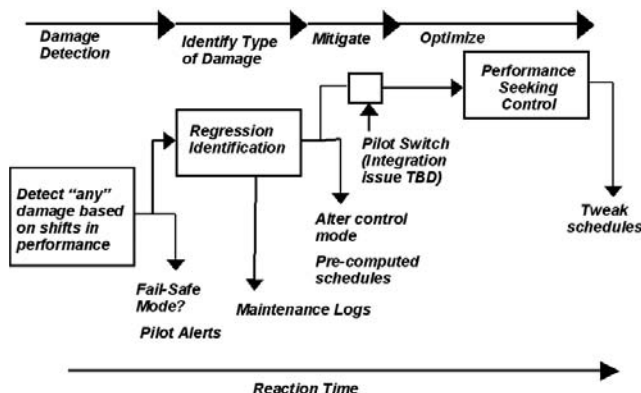 Damage
Detection
Identify Type
of Damage
Mitigate
Optimize
Performance
Seeking
Control
Regression
Identification
Pilot Switch
(Integration
issue TBD)
Detect “any”
damage based
on shifts in
performance
Alter control
mode
Pre-computed
schedules
Tweak
schedules
Fail-Safe
Mode?
Pilot Alerts
Maintenance Logs
Reaction Time